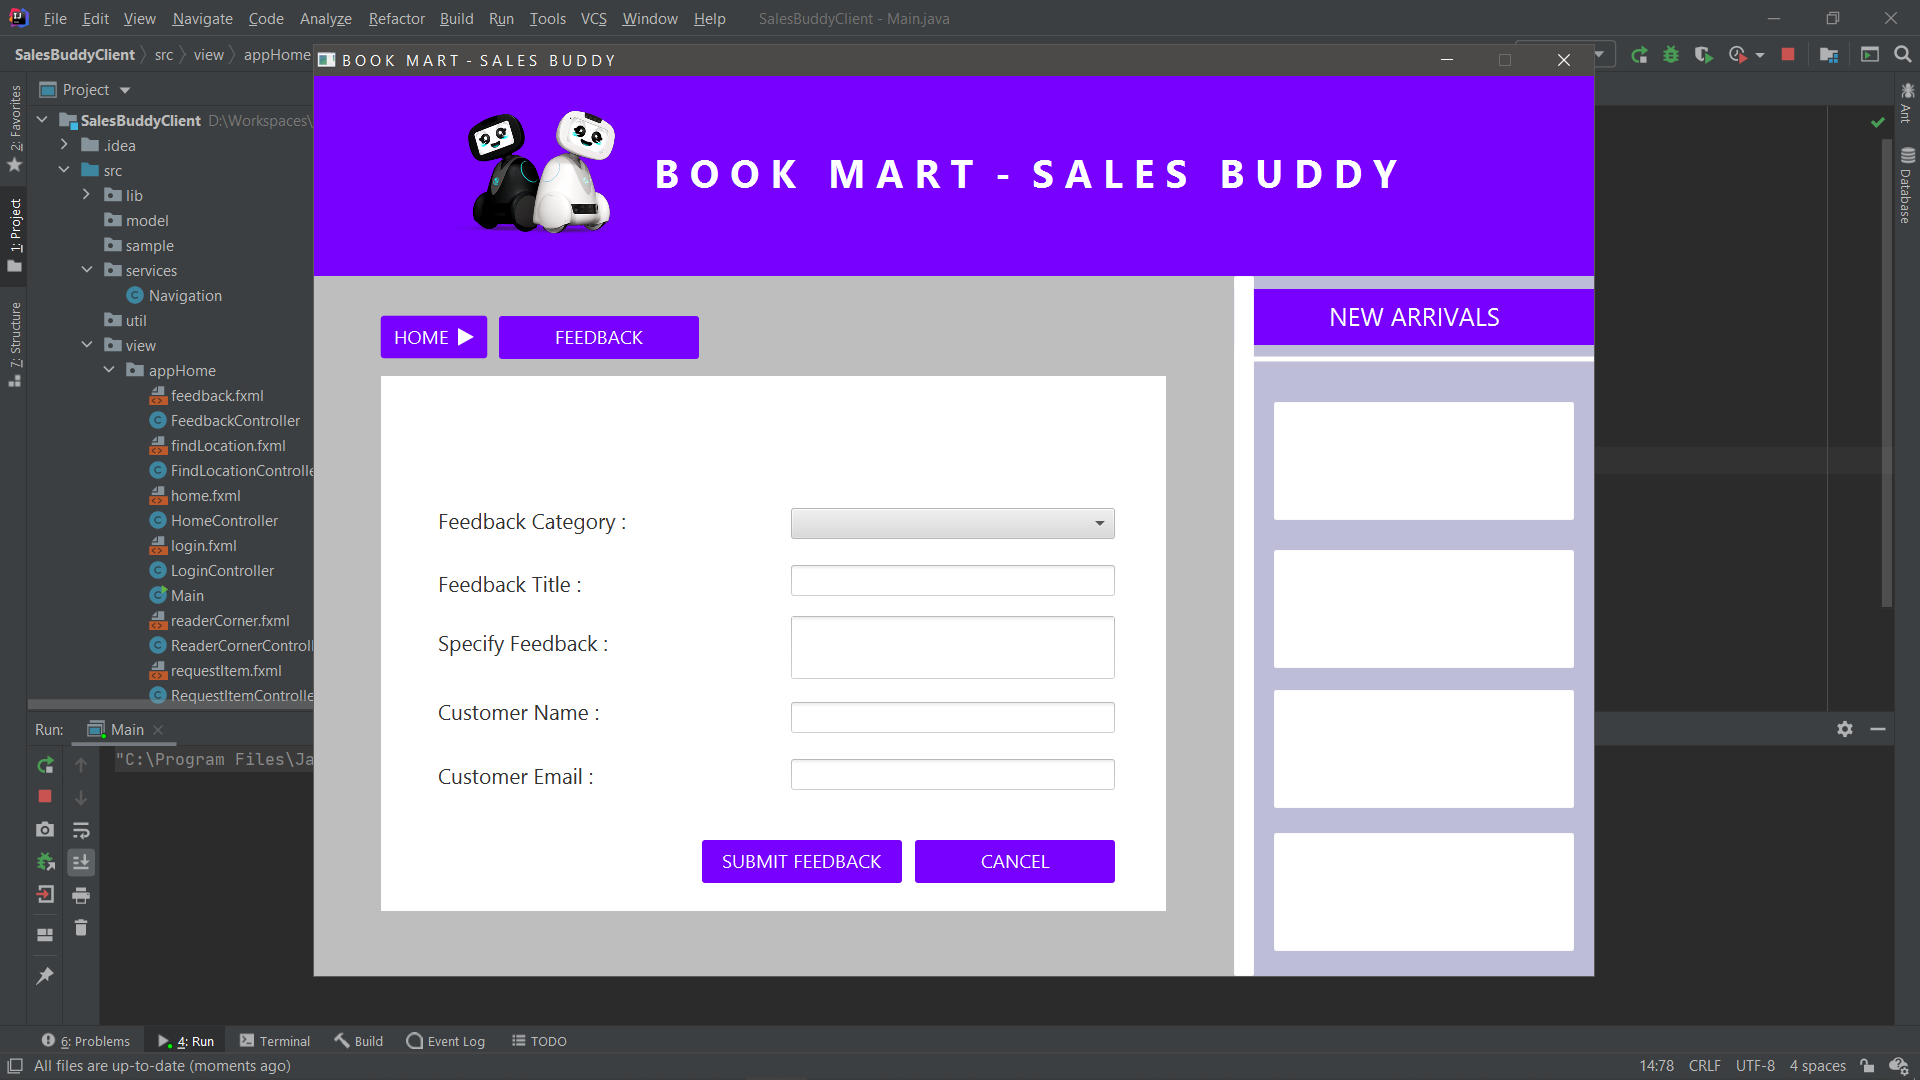 File Edit View Navigate Code Analyze Refactor Build Run Tools VCS Window Help SalesBuddyClient - Main.java
SalesBuddyClient src view appHome
BOOK MART - SALES BUDDY
Project
SalesBuddyClient D:\Workspaces\
.idea
src
lib
model
sample
services
Navigation
util
view
appHome
feedback.fxml
FeedbackController
findLocation.fxml
FindLocationControlle
home.fxml
HomeController
login.fxml
LoginController
Main
readerCorner.fxml
ReaderCornerControll
requestItem.fxml
RequestItemControlle
2: Favorites
1: Project
7: Structure
Ant
Database
BOOK MART - SALES BUDDY
HOME
FEEDBACK
NEW ARRIVALS
Feedback Category :
Feedback Title :
Specify Feedback :
Customer Name :
Customer Email :
SUBMIT FEEDBACK
CANCEL
Run: Main
"C:\Program Files\Ja
6: Problems 4: Run Terminal Build Event Log TODO
All files are up-to-date (moments ago)
14:78 CRLF UTF-8 4 spaces